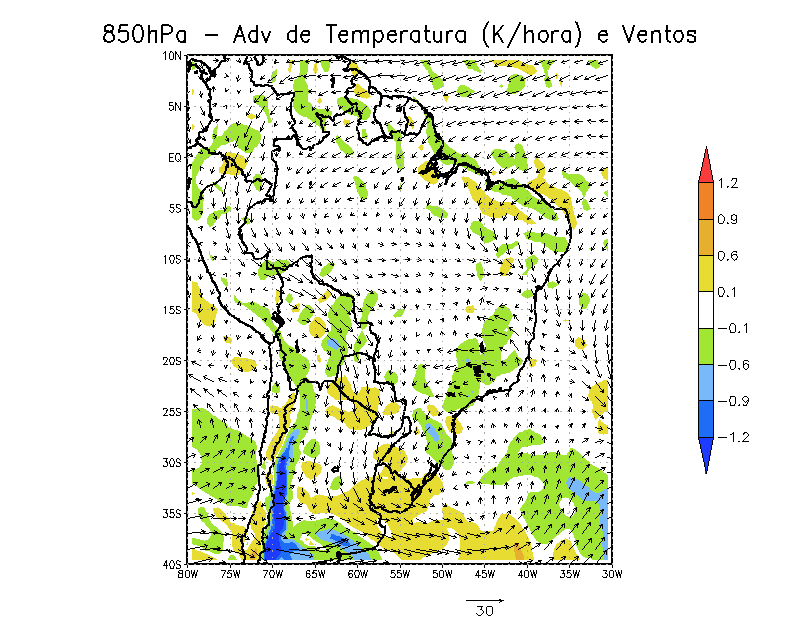 850hPa - Adv de Temperatura (K/hora) e Ventos
10N
5N
EQ
5S
10S
15S
20S
25S
30S
35S
40S
80W 75W 70W 65W 60W 55W 50W 45W 40W 35W 30W
1.2
0.9
0.6
0.1
-0.1
-0.6
-0.9
-1.2
30